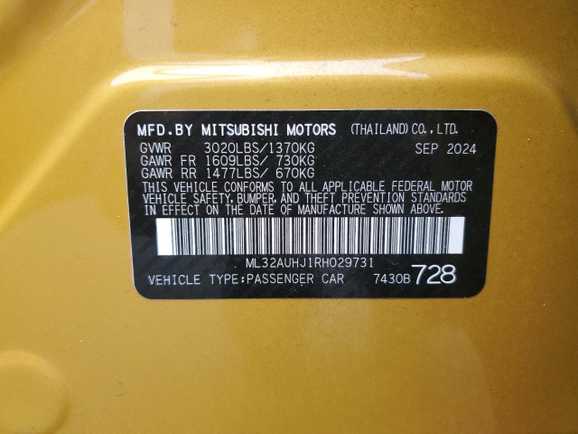 MFD.BY MITSUBISHI MOTORS (THAILAND) CO., LTD.
GVWR 3020LBS/1370KG SEP 2024
GAWR FR 1609LBS/ 730KG
GAWR RR 1477LBS/ 670KG
THIS VEHICLE CONFORMS TO ALL APPLICABLE FEDERAL MOTOR
VEHICLE SAFETY, BUMPER, AND THEFT PREVENTION STANDARDS
IN EFFECT ON THE DATE OF MANUFACTURE SHOWN ABOVE.
ML32AUHJ1RH029731
VEHICLE TYPE:PASSENGER CAR 7430B 728